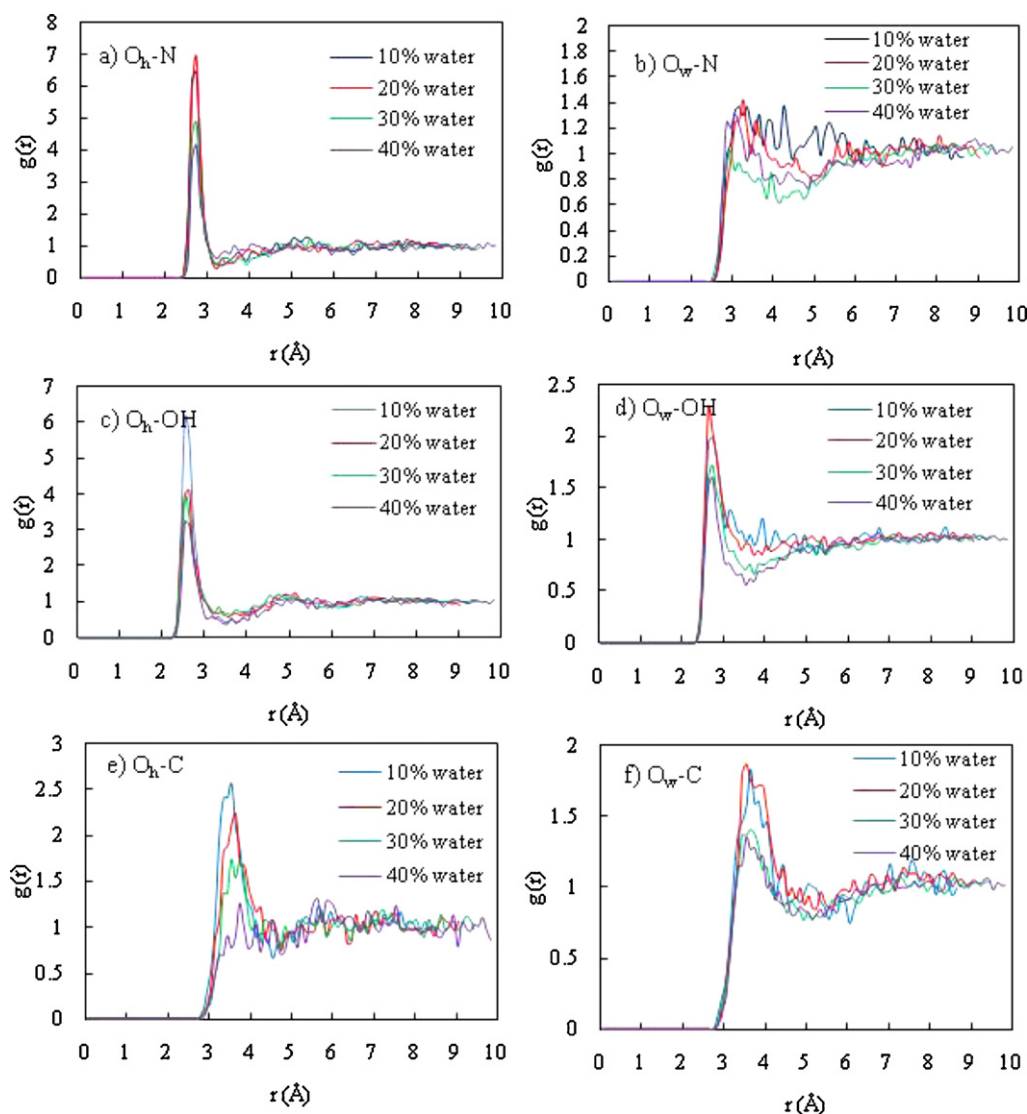 a) Oh-N
10% water
20% water
30% water
40% water
g(r)
8
7
6
5
4
3
2
1
0
0 1 2 3 4 5 6 7 8 9 10
r (Å)
b) Ow-N
10% water
20% water
30% water
40% water
g(r)
2
1.8
1.6
1.4
1.2
1
0.8
0.6
0.4
0.2
0
0 1 2 3 4 5 6 7 8 9 10
r (Å)
c) Oh-OH
10% water
20% water
30% water
40% water
g(r)
7
6
5
4
3
2
1
0
0 1 2 3 4 5 6 7 8 9 10
r (Å)
d) Ow-OH
10% water
20% water
30% water
40% water
g(r)
2.5
2
1.5
1
0.5
0
0 1 2 3 4 5 6 7 8 9 10
r (Å)
e) Oh-C
10% water
20% water
30% water
40% water
g(r)
3
2.5
2
1.5
1
0.5
0
0 1 2 3 4 5 6 7 8 9 10
r (Å)
f) Ow-C
10% water
20% water
30% water
40% water
g(r)
2
1.5
1
0.5
0
0 1 2 3 4 5 6 7 8 9 10
r (Å)